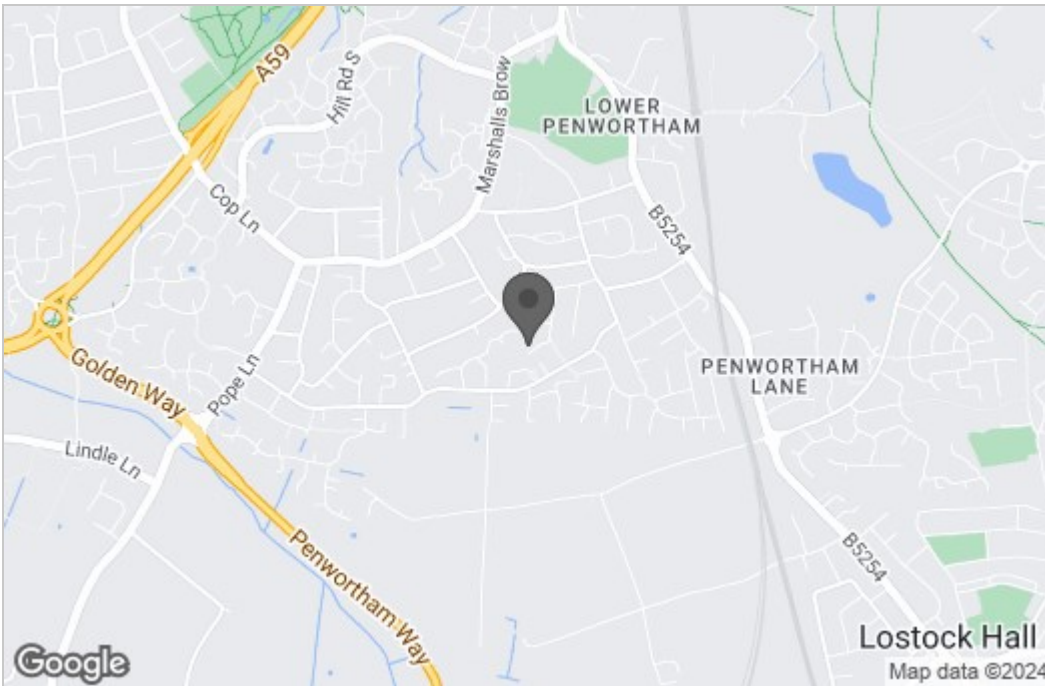 A59
Hill Rd S
Marshalls Brow
LOWER
PENWORTHAM
Cop Ln
B5254
Golden Way
Pope Ln
PENWORTHAM
LANE
Lindle Ln
Penwortham Way
B5254
Lostock Hall
Google
Map data ©2024